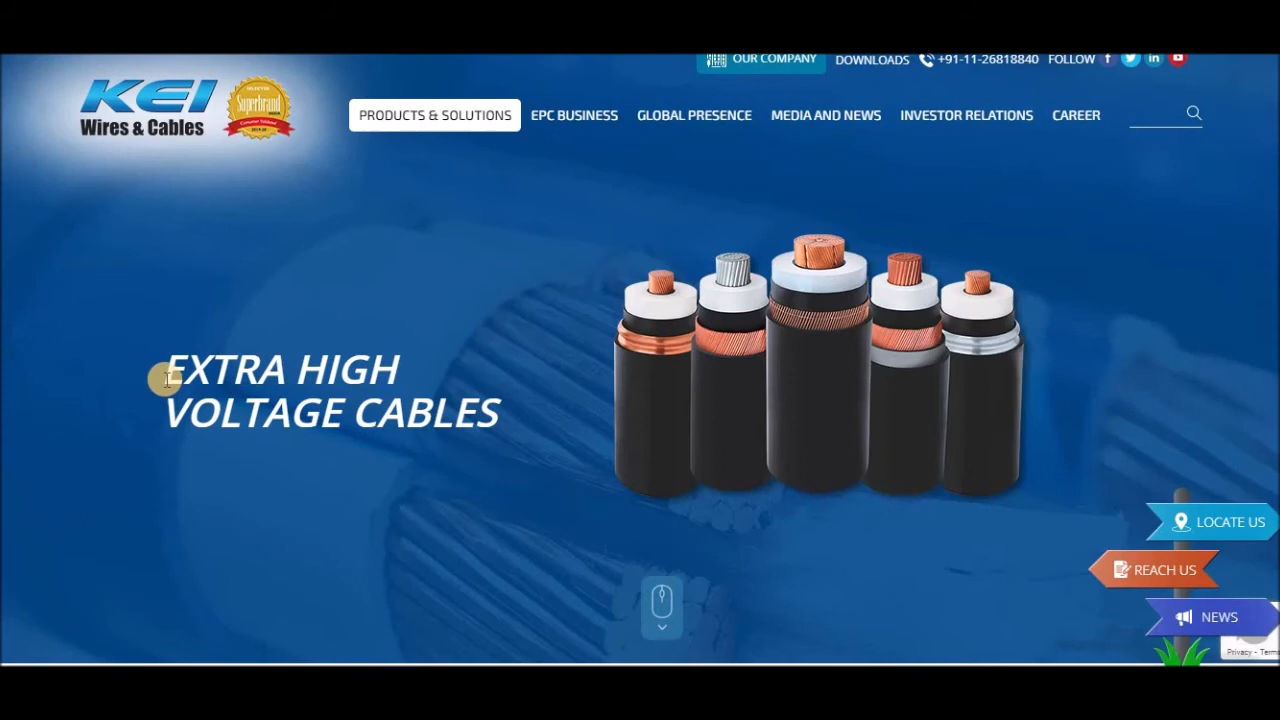 OUR COMPANY
DOWNLOADS
+91-11-26818840
FOLLOW
KEI
Wires & Cables
SELECTED
Superbrand
PRODUCTS & SOLUTIONS
EPC BUSINESS
GLOBAL PRESENCE
MEDIA AND NEWS
INVESTOR RELATIONS
CAREER
EXTRA HIGH
VOLTAGE CABLES
LOCATE US
REACH US
NEWS
Privacy - Terms